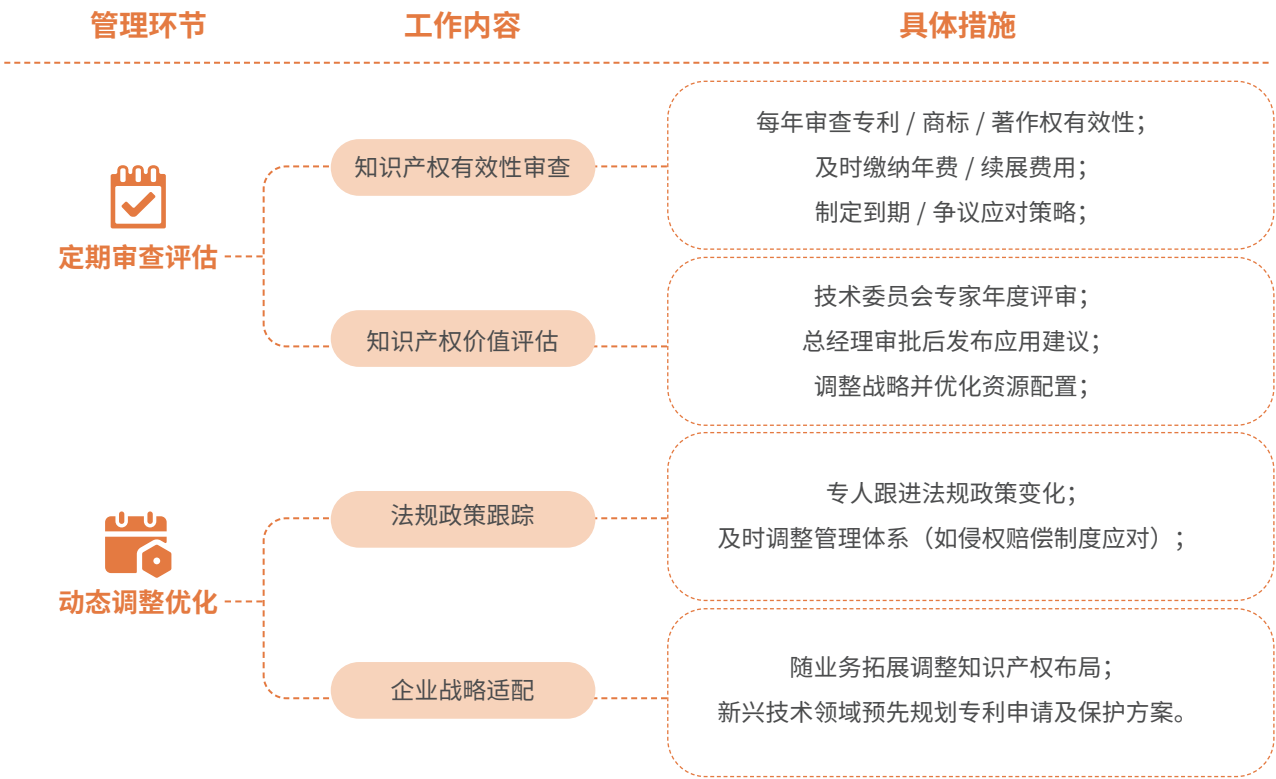 管理环节
工作内容
具体措施
定期审查评估
知识产权有效性审查
每年审查专利 / 商标 / 著作权有效性；
及时缴纳年费 / 续展费用；
制定到期 / 争议应对策略；
知识产权价值评估
技术委员会专家年度评审；
总经理审批后发布应用建议；
调整战略并优化资源配置；
动态调整优化
法规政策跟踪
专人跟进法规政策变化；
及时调整管理体系（如侵权赔偿制度应对）；
企业战略适配
随业务拓展调整知识产权布局；
新兴技术领域预先规划专利申请及保护方案。